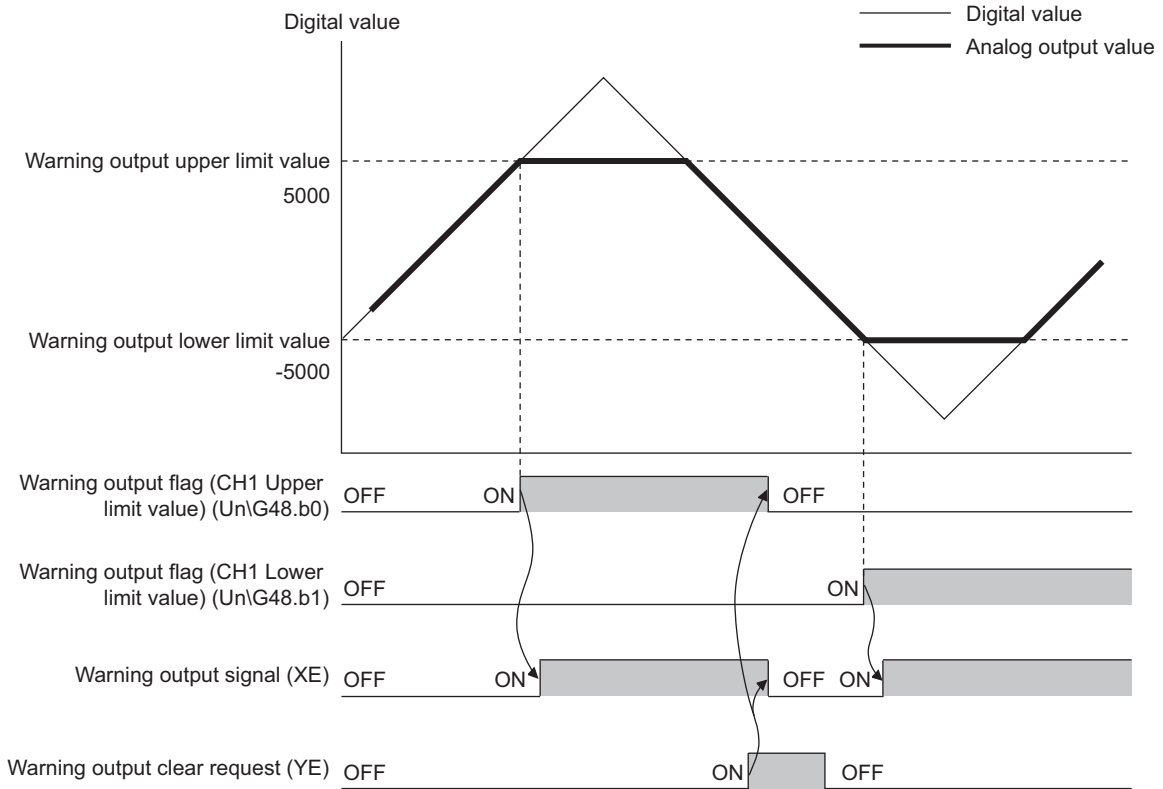 Digital value
Digital value
Analog output value
Warning output upper limit value
5000
Warning output lower limit value
-5000
Warning output flag (CH1 Upper
limit value) (Un\G48.b0)
OFF ON OFF
Warning output flag (CH1 Lower
limit value) (Un\G48.b1)
OFF ON
Warning output signal (XE) OFF ON OFF ON
Warning output clear request (YE) OFF ON OFF